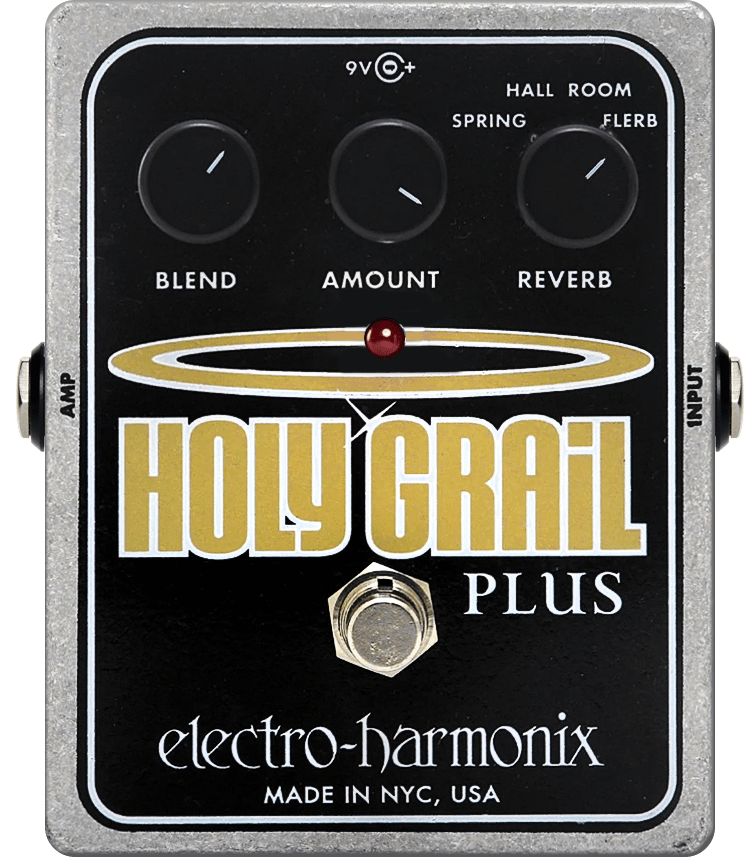 9V +
HALL ROOM
SPRING FLERB
BLEND AMOUNT REVERB
AMP
INPUT
HOLY GRAiL
PLUS
electro-harmonix
MADE IN NYC, USA